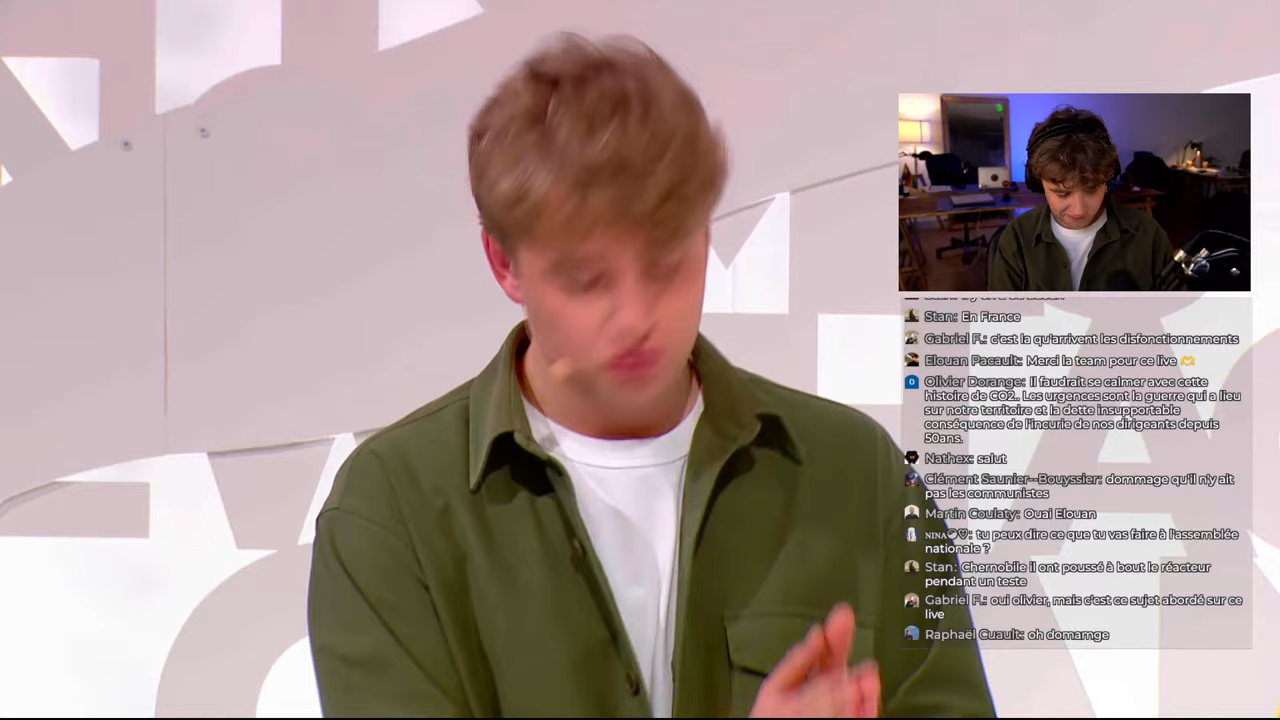 Stan: En France
Gabriel F.: c'est la qu'arrivent les disfonctionnements
Elouan Pacault: Merci la team pour ce live 🫶
O
Olivier Dorange: Il faudrait se calmer avec cette
histoire de CO2.. Les urgences sont la guerre qui a lieu
sur notre territoire et la dette insupportable
conséquence de l'incurie de nos dirigeants depuis
50ans.
Nathex: salut
Clément Saunier--Bouyssier: dommage qu'il n'y ait
pas les communistes
Martin Coulaty: Ouai Elouan
NINA: tu peux dire ce que tu vas faire à l'assemblée
nationale ?
Stan: Chernobile il ont poussé à bout le réacteur
pendant un teste
Gabriel F.: oui olivier, mais c'est ce sujet abordé sur ce
live
Raphaël Cuault: oh domamge